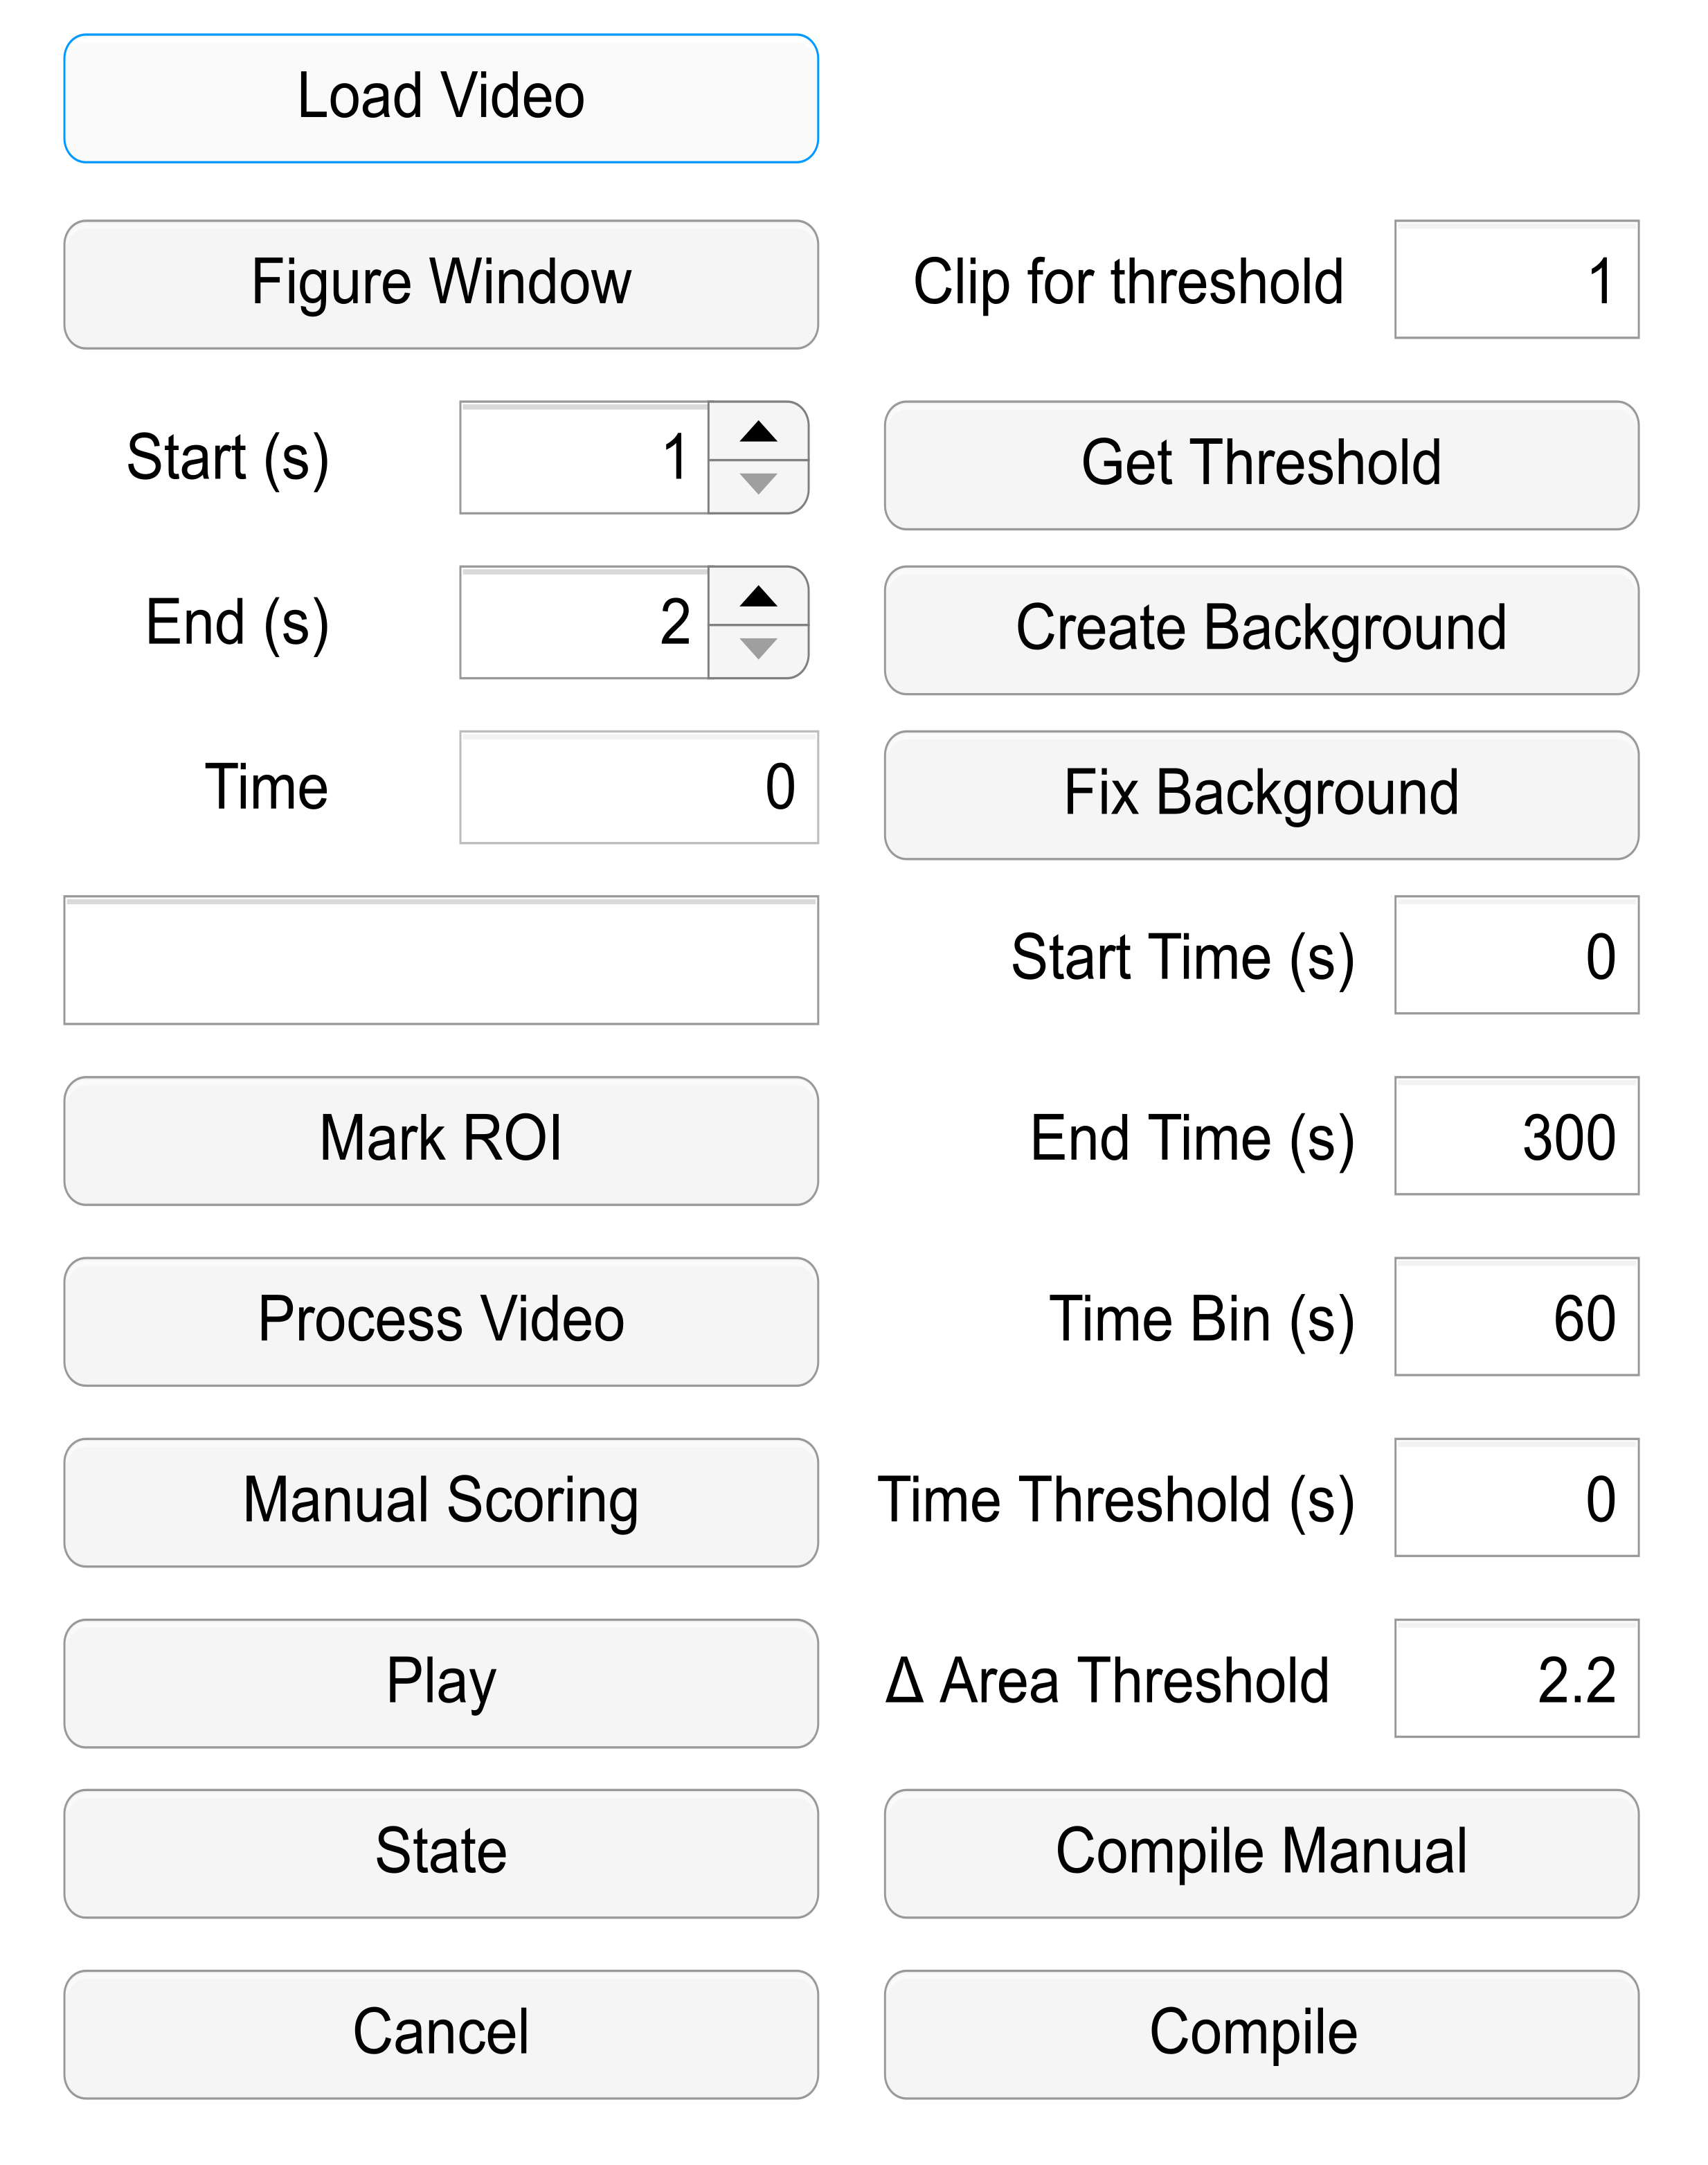 Load Video
Figure Window
Clip for threshold 1
Start (s) 1
Get Threshold
End (s) 2
Create Background
Time 0
Fix Background
Start Time (s) 0
Mark ROI
End Time (s) 300
Process Video
Time Bin (s) 60
Manual Scoring
Time Threshold (s) 0
Play
Δ Area Threshold 2.2
State
Compile Manual
Cancel
Compile